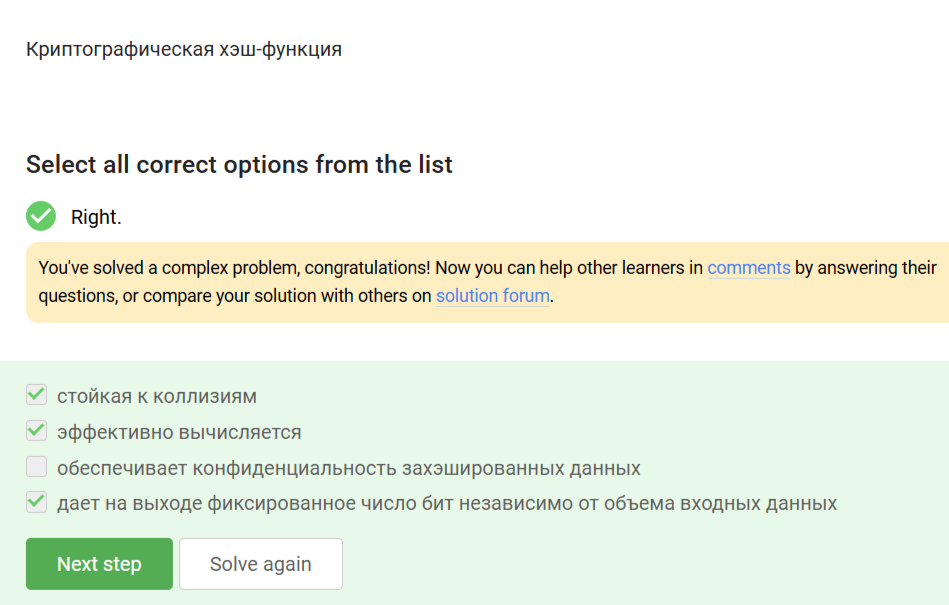 Криптографическая хэш-функция
Select all correct options from the list
Right.
You've solved a complex problem, congratulations! Now you can help other learners in comments by answering their
questions, or compare your solution with others on solution forum.
стойкая к коллизиям
эффективно вычисляется
обеспечивает конфиденциальность захэшированных данных
дает на выходе фиксированное число бит независимо от объема входных данных
Next step Solve again